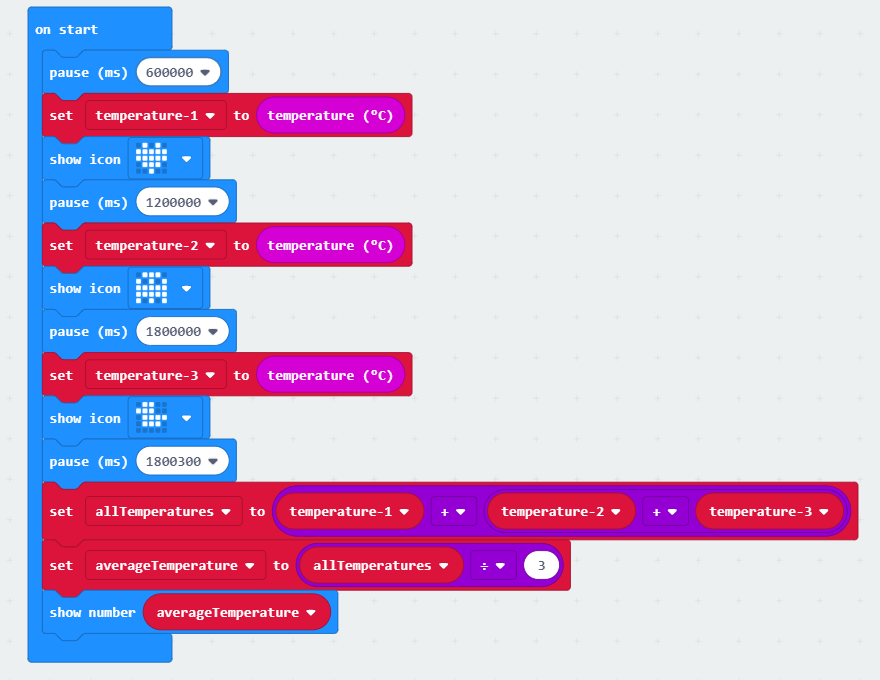 on start
pause (ms) 600000
set temperature-1 to temperature (°C)
show icon
pause (ms) 1200000
set temperature-2 to temperature (°C)
show icon
pause (ms) 1800000
set temperature-3 to temperature (°C)
show icon
pause (ms) 1800300
set allTemperatures to temperature-1 + temperature-2 + temperature-3
set averageTemperature to allTemperatures ÷ 3
show number averageTemperature